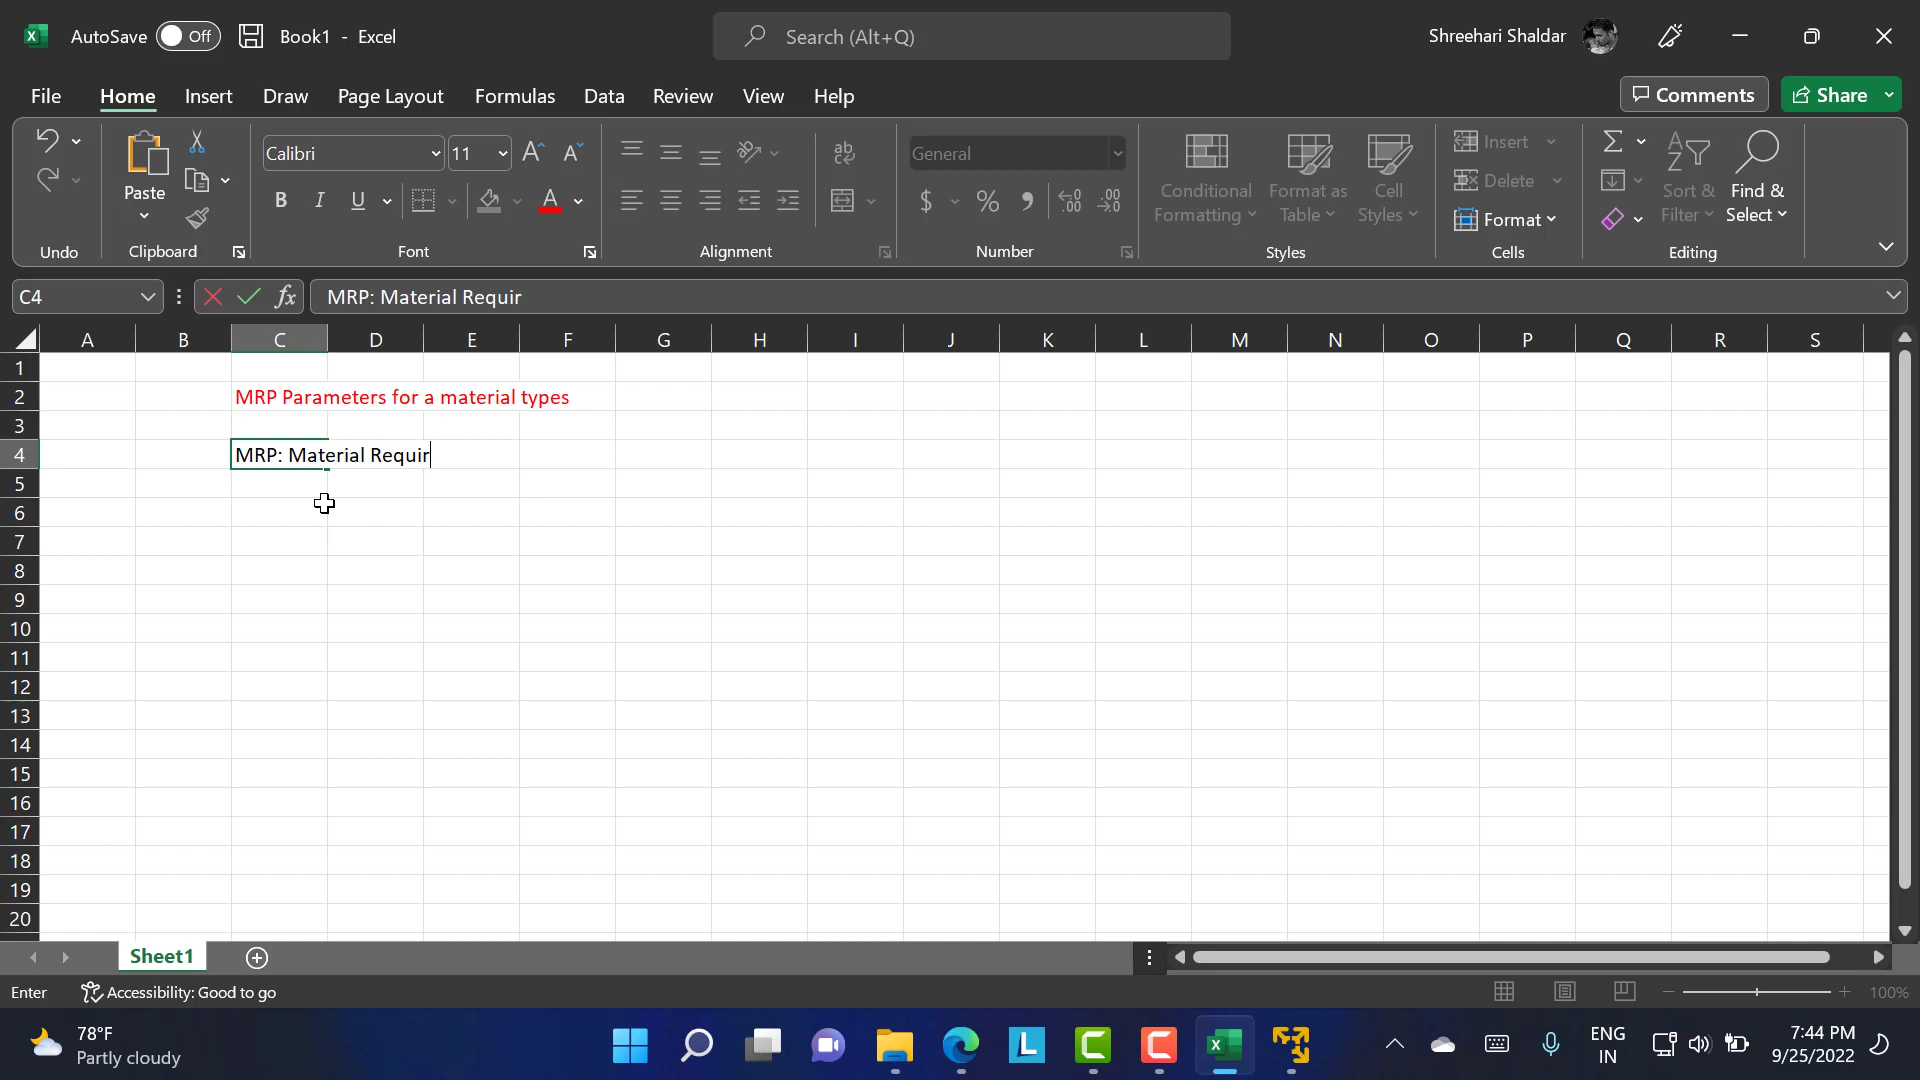 AutoSave Off Book1 - Excel Search (Alt+Q) Shreehari Shaldar
File Home Insert Draw Page Layout Formulas Data Review View Help Comments Share
Calibri 11 General Insert
Paste Conditional Formatting Format as Table Cell Styles Delete Sort & Filter Find & Select
Format
Undo Clipboard Font Alignment Number Styles Cells Editing
C4 fx MRP: Material Requir
A B C D E F G H I J K L M N O P Q R S
1
2 MRP Parameters for a material types
3
4 MRP: Material Requir
5
6
7
8
9
10
11
12
13
14
15
16
17
18
19
20
Sheet1
Enter Accessibility: Good to go 100%
78°F ENG 7:44 PM
Partly cloudy IN 9/25/2022